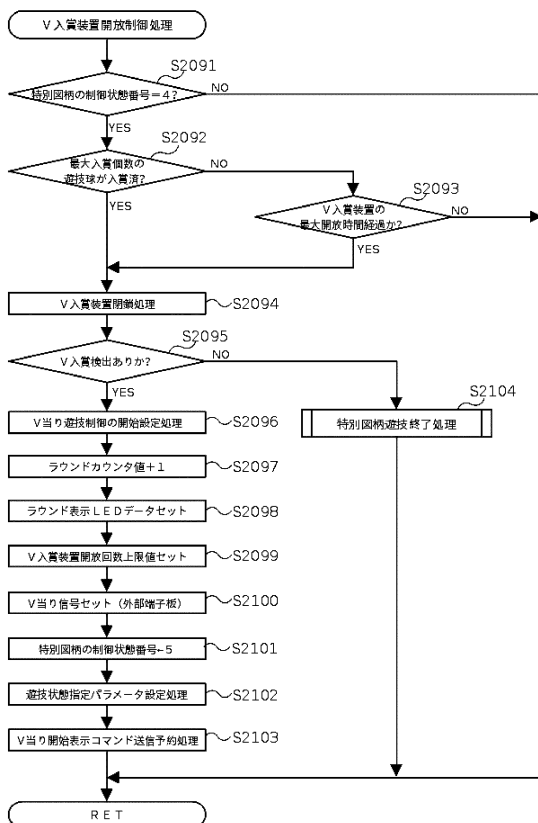 V入賞装置開放制御処理
S2091
特別図柄の制御状態番号=4?
NO
YES
S2092
最大入賞個数の
遊技球が入賞済?
NO
YES
S2093
V入賞装置の
最大開放時間経過か?
NO
YES
V入賞装置閉鎖処理
S2094
S2095
V入賞検出ありか?
NO
YES
S2104
V当り遊技制御の開始設定処理
S2096
特別図柄遊技終了処理
ラウンドカウンタ値+1
S2097
ラウンド表示LEDデータセット
S2098
V入賞装置開放回数上限値セット
S2099
V当り信号セット(外部端子板)
S2100
特別図柄の制御状態番号←5
S2101
遊技状態指定パラメータ設定処理
S2102
V当り開始表示コマンド送信予約処理
S2103
RET